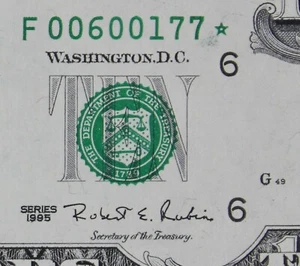 F 00600177 ★
WASHINGTON, D.C.
6
TEN
THE DEPARTMENT OF THE TREASURY
1789
G 49
SERIES
1995
Robert E. Rubin
6
Secretary of the Treasury.